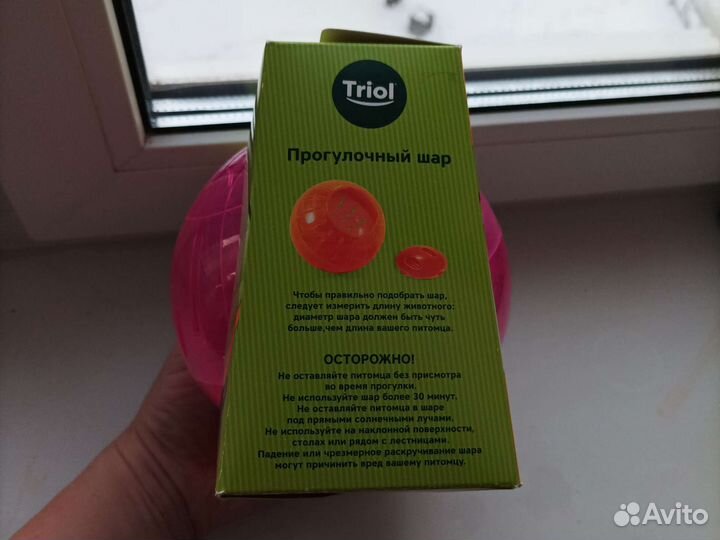 Triol
Прогулочный шар
Чтобы правильно подобрать шар,
следует измерить длину животного:
диаметр шара должен быть чуть
больше,чем длина вашего питомца.
ОСТОРОЖНО!
Не оставляйте питомца без присмотра
во время прогулки.
Не используйте шар более 30 минут.
Не оставляйте питомца в шаре
под прямыми солнечными лучами.
Не используйте на наклонной поверхности,
столах или рядом с лестницами.
Падение или чрезмерное раскручивание шара
могут причинить вред вашему питомцу.
Avito